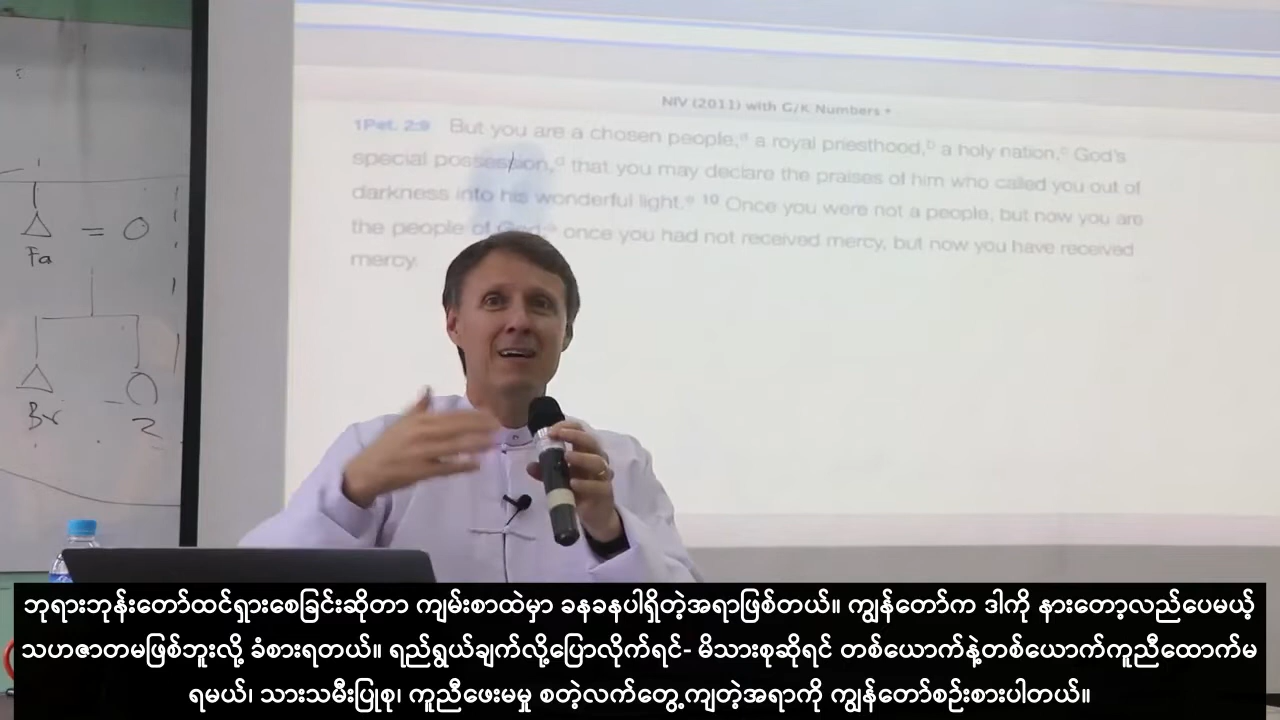 NIV (2011) with G/K Numbers
1Pet. 2:9 But you are a chosen people,ᵃ a royal priesthood,ᵇ a holy nation,ᶜ God's
special possession,ᵈ that you may declare the praises of him who called you out of
darkness into his wonderful light.ᵉ ¹⁰ Once you were not a people, but now you are
the people of God; once you had not received mercy, but now you have received
mercy.
Fa
=
Br
ဘုရားဘုန်းတော်ထင်ရှားစေခြင်းဆိုတာ ကျမ်းစာထဲမှာ ခနခနပါရှိတဲ့အရာဖြစ်တယ်။ ကျွန်တော်က ဒါကို နားတော့လည်ပေမယ့်
သဟဇာတမဖြစ်ဘူးလို့ ခံစားရတယ်။ ရည်ရွယ်ချက်လို့ပြောလိုက်ရင်- မိသားစုဆိုရင် တစ်ယောက်နဲ့တစ်ယောက်ကူညီထောက်မ
ရမယ်၊ သားသမီးပြုစု၊ ကူညီဖေးမမှု စတဲ့လက်တွေ့ကျတဲ့အရာကို ကျွန်တော်စဉ်းစားပါတယ်။